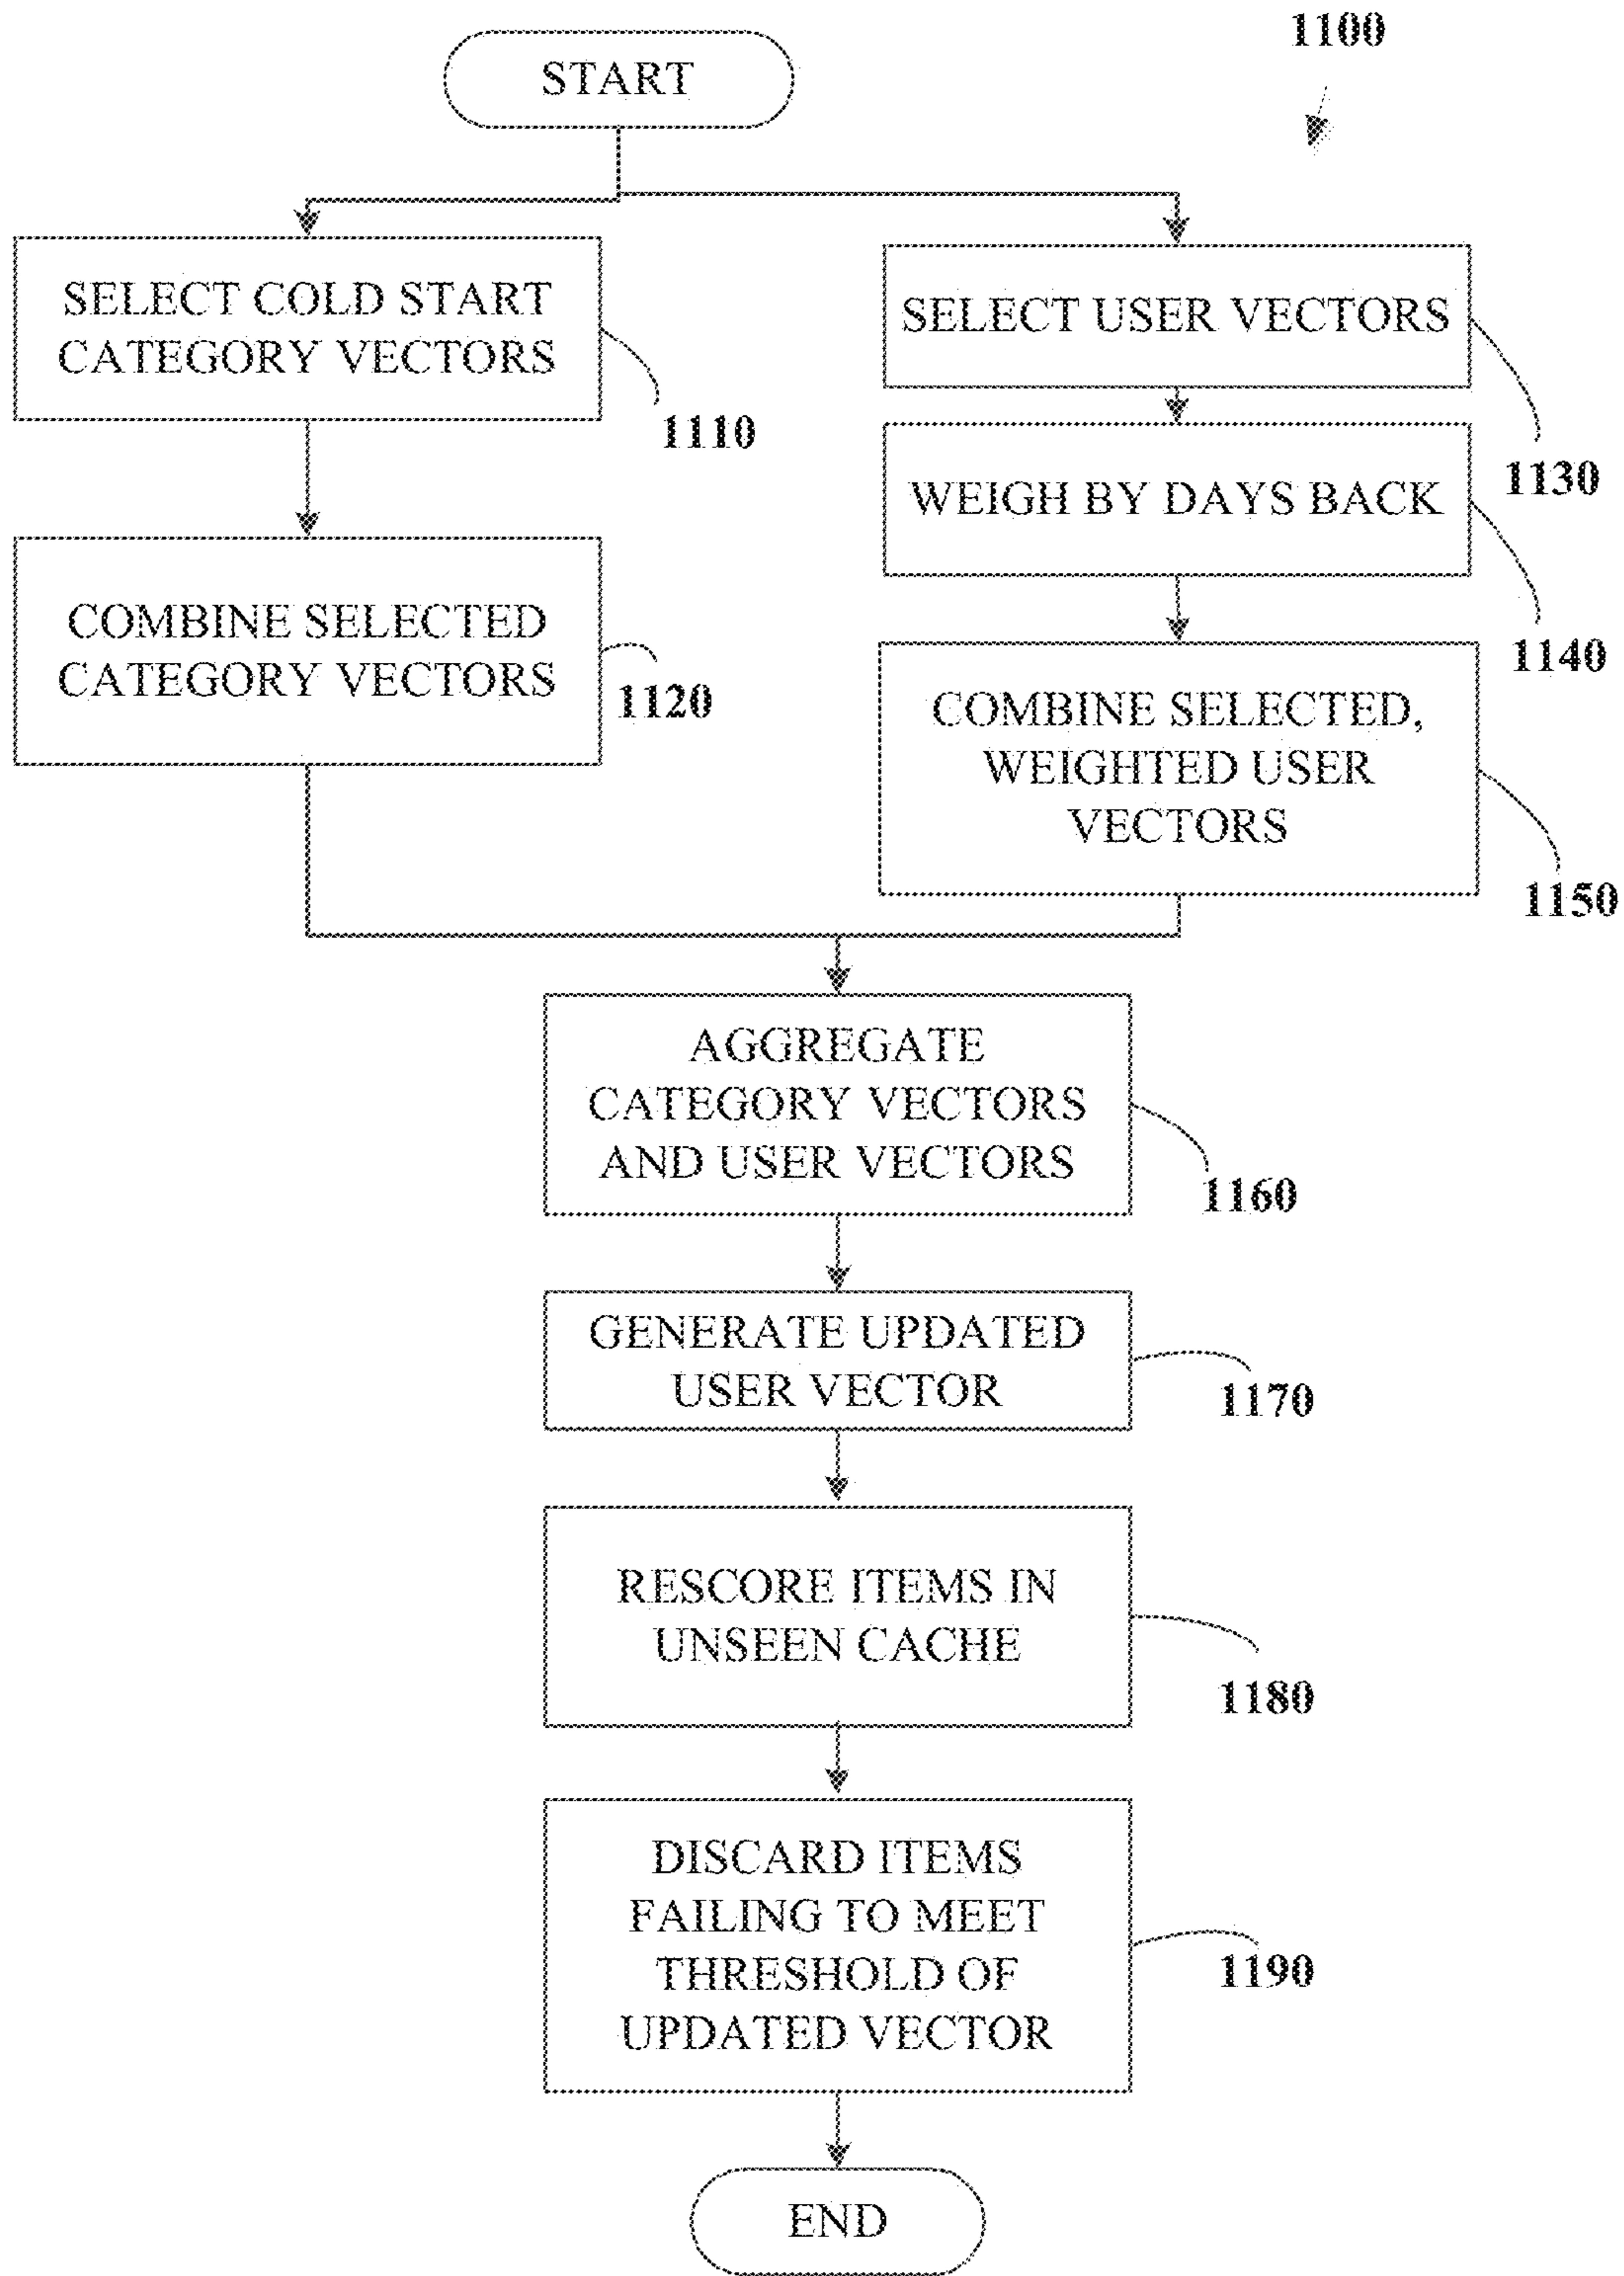 1100
START
SELECT COLD START
CATEGORY VECTORS
1110
COMBINE SELECTED
CATEGORY VECTORS
1120
SELECT USER VECTORS
1130
WEIGH BY DAYS BACK
1140
COMBINE SELECTED,
WEIGHTED USER
VECTORS
1150
AGGREGATE
CATEGORY VECTORS
AND USER VECTORS
1160
GENERATE UPDATED
USER VECTOR
1170
RESCORE ITEMS IN
UNSEEN CACHE
1180
DISCARD ITEMS
FAILING TO MEET
THRESHOLD OF
UPDATED VECTOR
1190
END